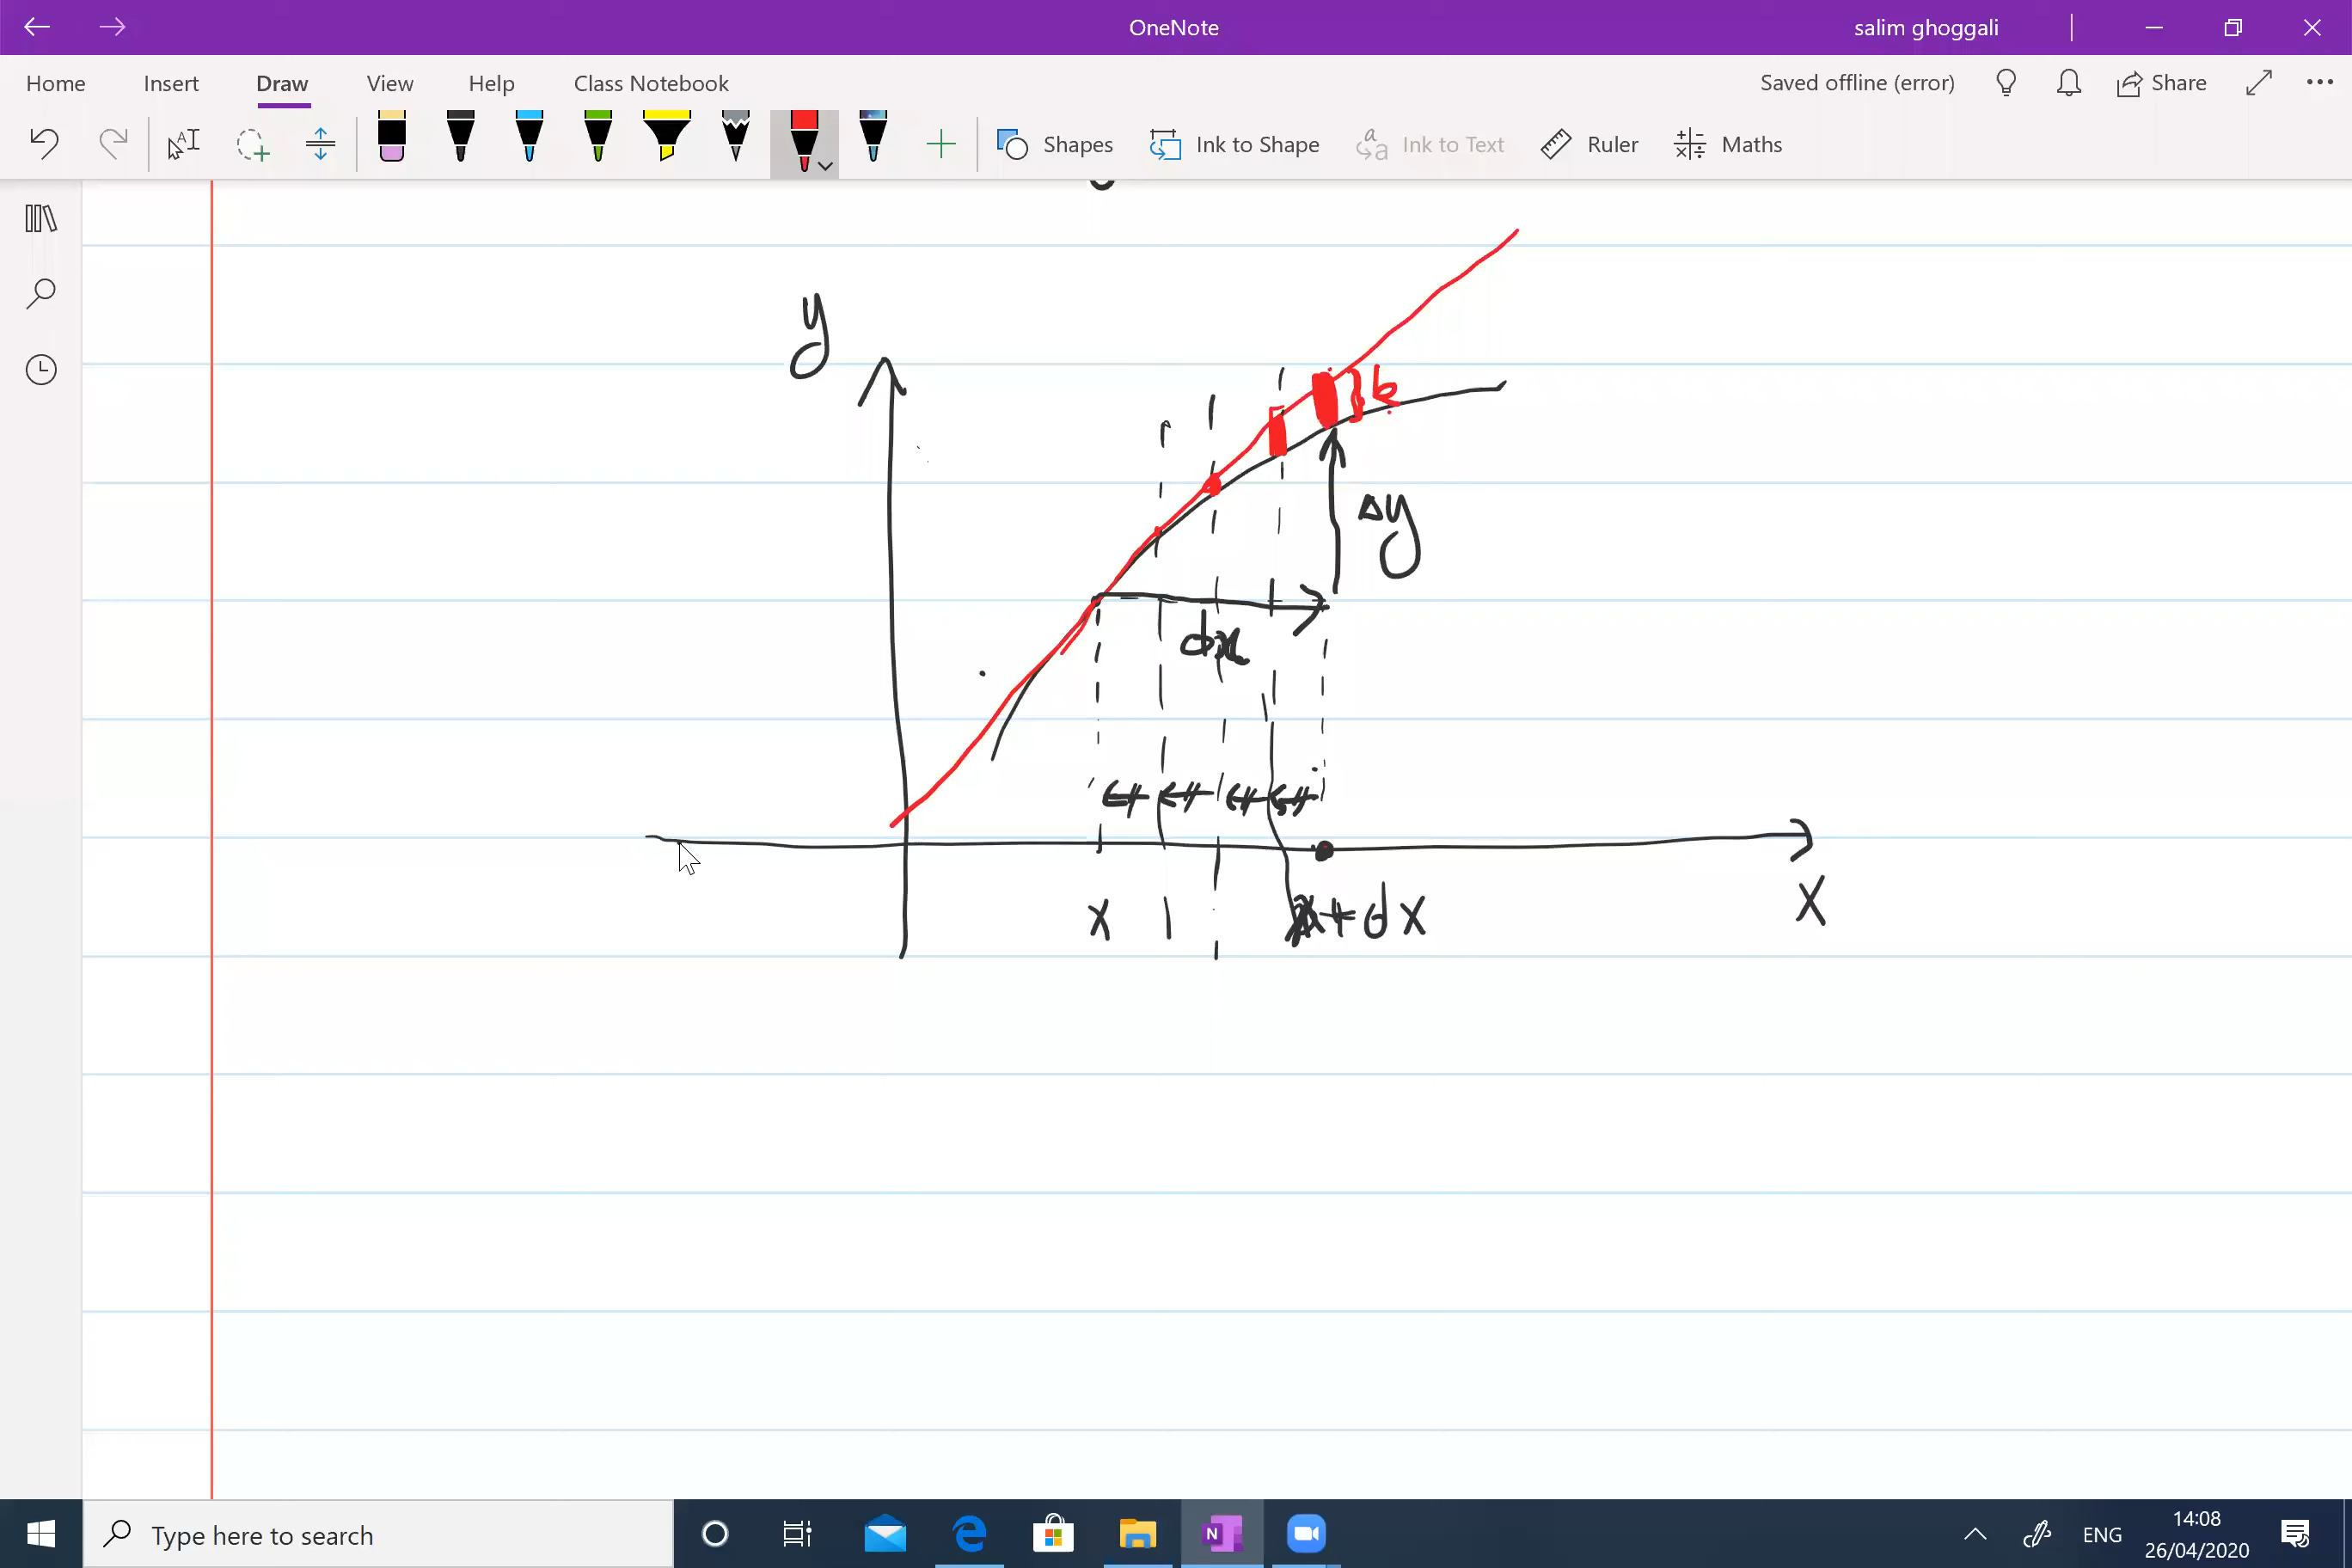 OneNote
salim ghoggali
Home Insert Draw View Help Class Notebook
Saved offline (error) Share
Shapes Ink to Shape Ink to Text Ruler Maths
y
Δy
dx
x x+dx
X
Type here to search
ENG
14:08
26/04/2020